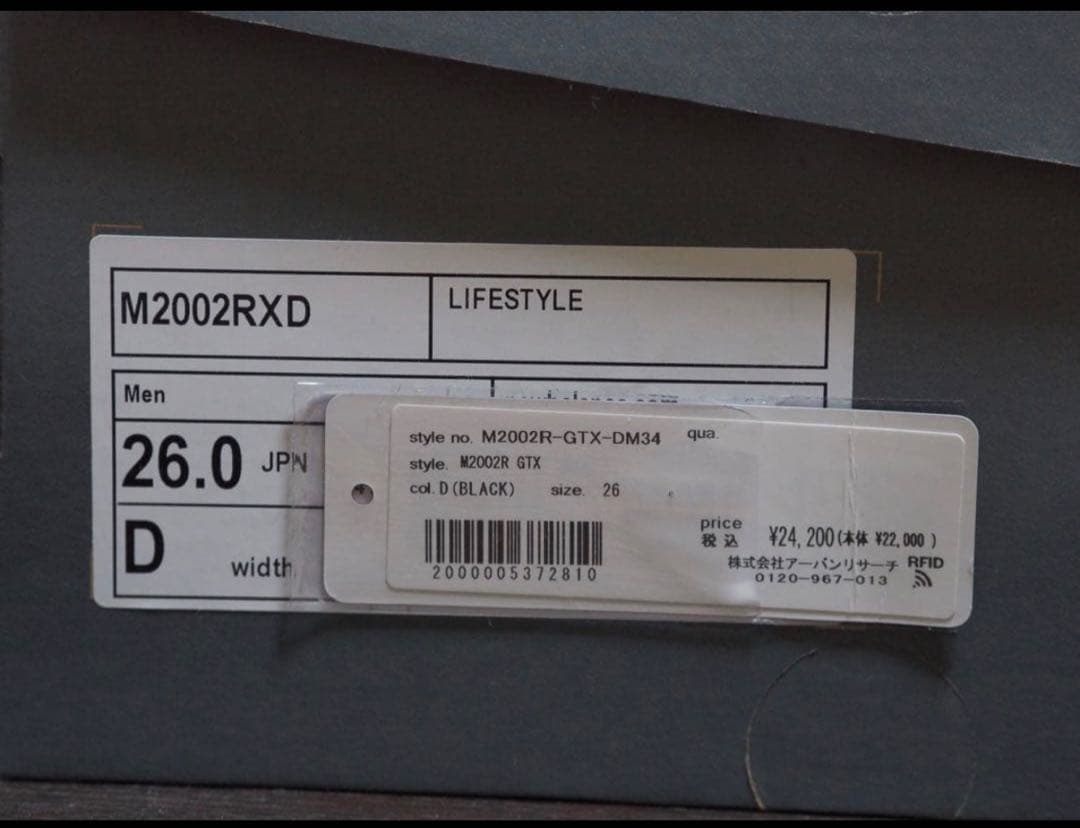 M2002RXD
LIFESTYLE
Men
26.0 JPN
D width
style no. M2002R-GTX-DM34 qua.
style. M2002R GTX
col. D(BLACK) size. 26
2000005372810
price
税込 ¥24,200(本体 ¥22,000 )
株式会社アーバンリサーチ RFID
0120-967-013